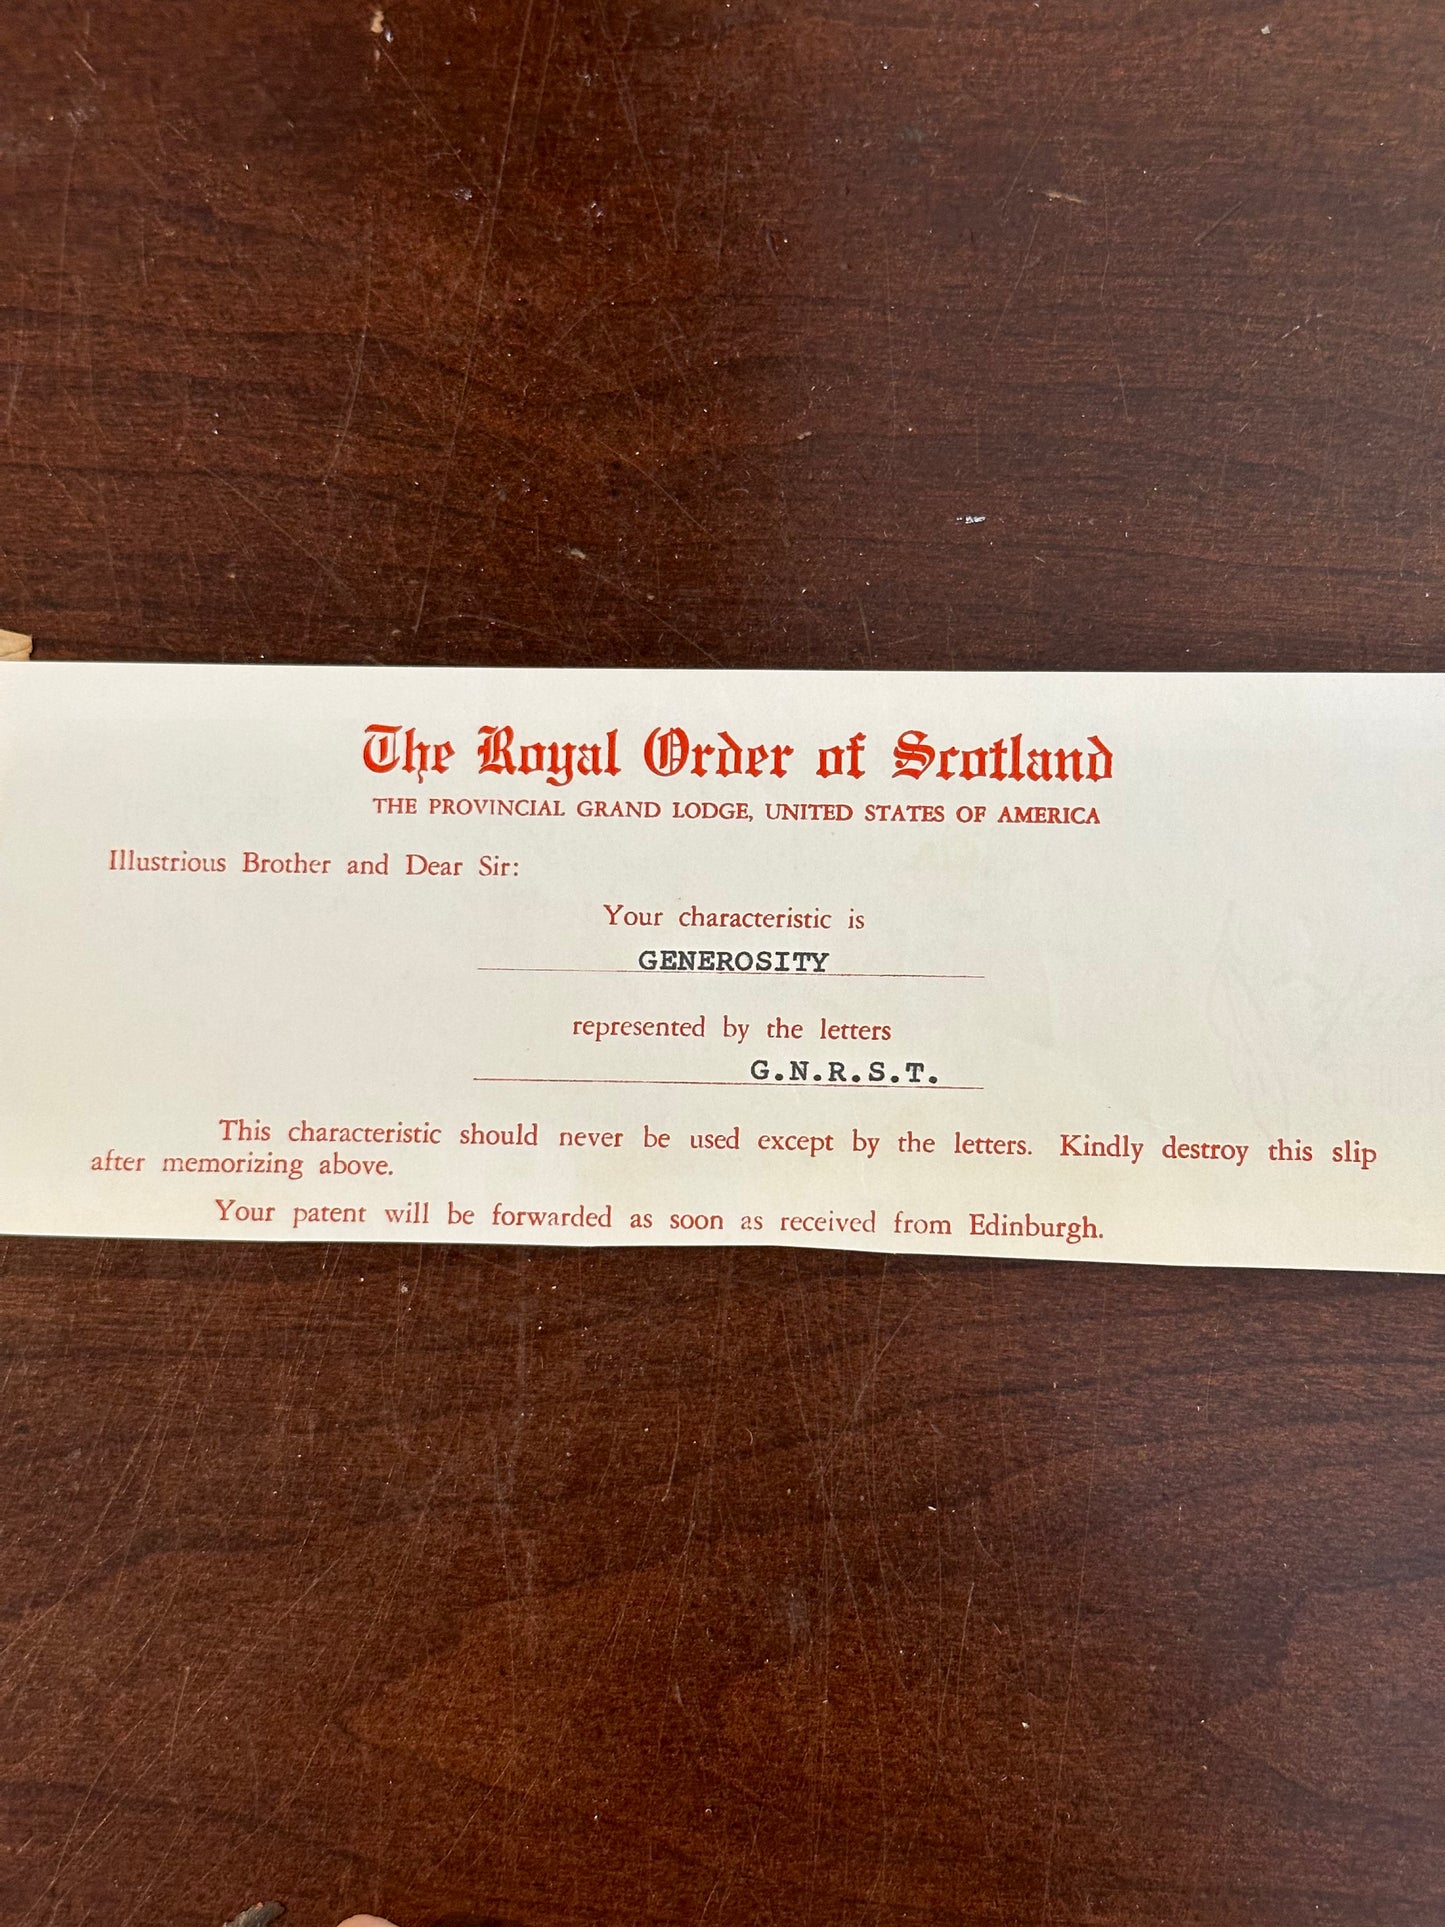 The Royal Order of Scotland
THE PROVINCIAL GRAND LODGE, UNITED STATES OF AMERICA
Illustrious Brother and Dear Sir:
Your characteristic is
GENEROSITY
represented by the letters
G.N.R.S.T.
This characteristic should never be used except by the letters. Kindly destroy this slip
after memorizing above.
Your patent will be forwarded as soon as received from Edinburgh.